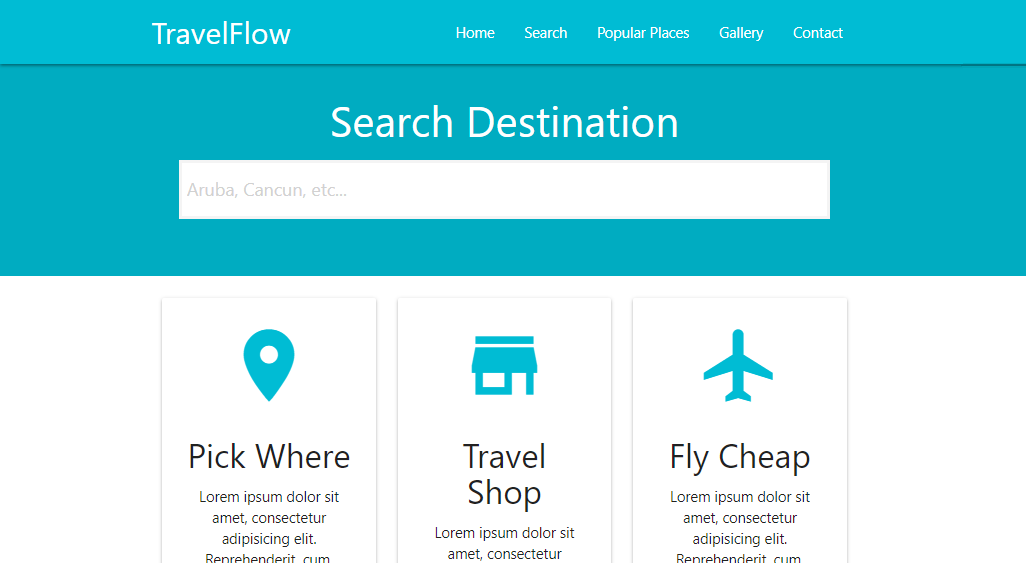 TravelFlow
Home
Search
Popular Places
Gallery
Contact
Search Destination
Aruba, Cancun, etc...
Pick Where
Lorem ipsum dolor sit
amet, consectetur
adipisicing elit.
Reprehenderit, cum
Travel
Shop
Lorem ipsum dolor sit
amet, consectetur
Fly Cheap
Lorem ipsum dolor sit
amet, consectetur
adipisicing elit.
Reprehenderit, cum